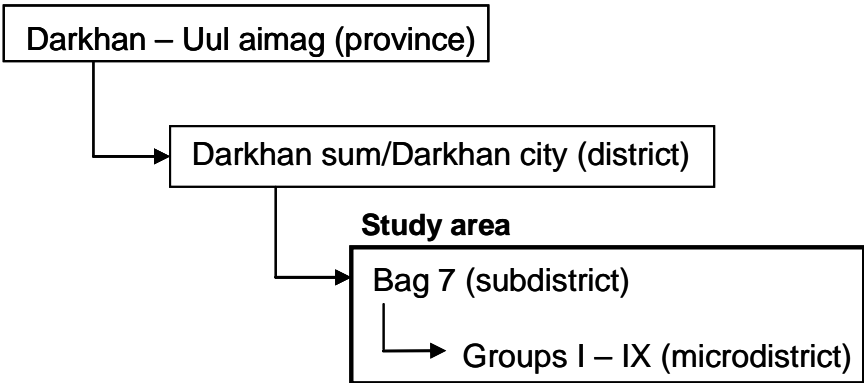 Darkhan – Uul aimag (province)
Darkhan sum/Darkhan city (district)
Study area
Bag 7 (subdistrict)
Groups I – IX (microdistrict)